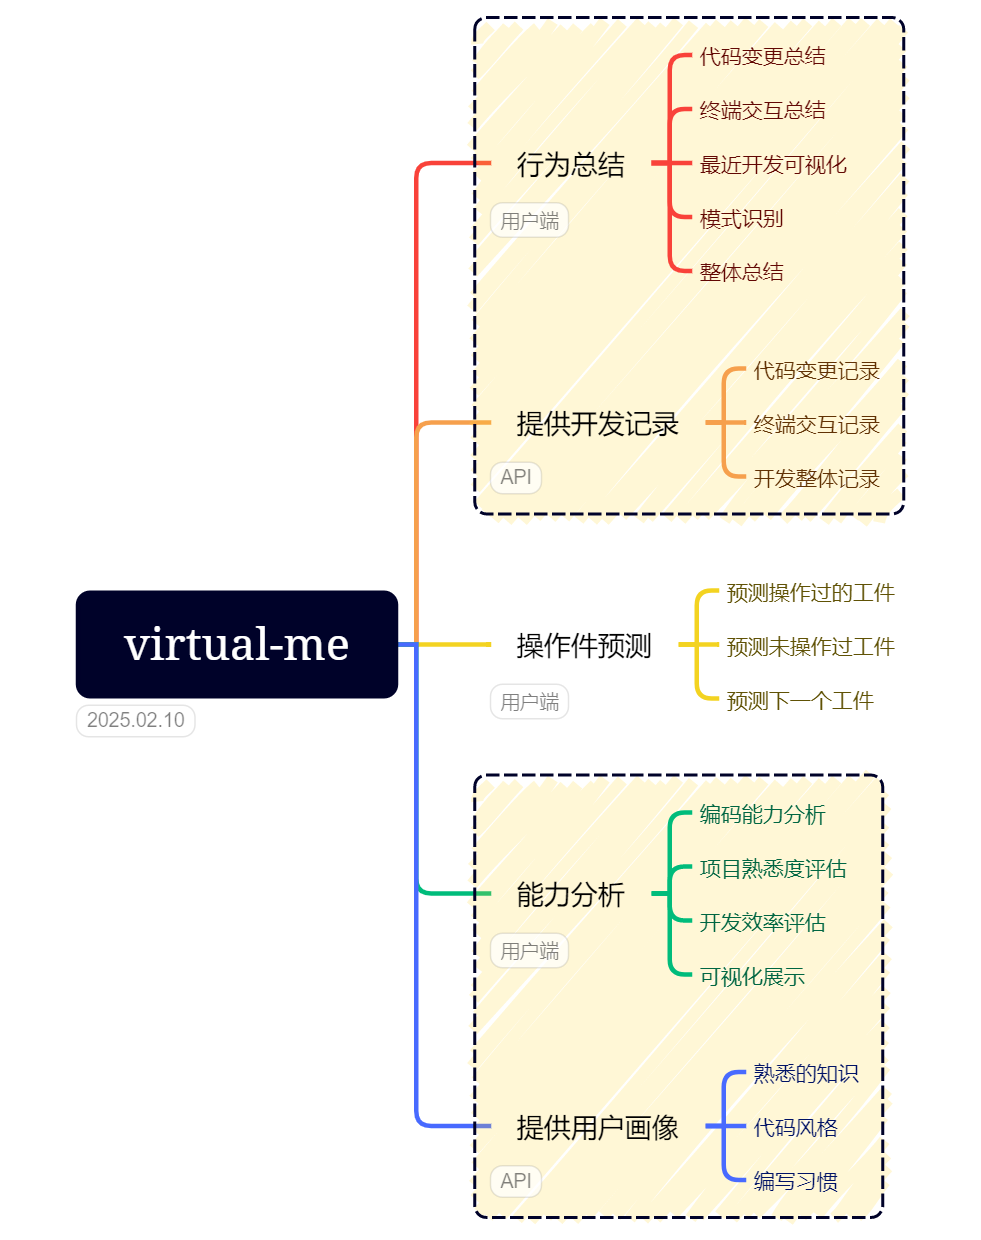 virtual-me
2025.02.10
行为总结
用户端
代码变更总结
终端交互总结
最近开发可视化
模式识别
整体总结
提供开发记录
API
代码变更记录
终端交互记录
开发整体记录
操作件预测
用户端
预测操作过的工件
预测未操作过工件
预测下一个工件
能力分析
用户端
编码能力分析
项目熟悉度评估
开发效率评估
可视化展示
提供用户画像
API
熟悉的知识
代码风格
编写习惯